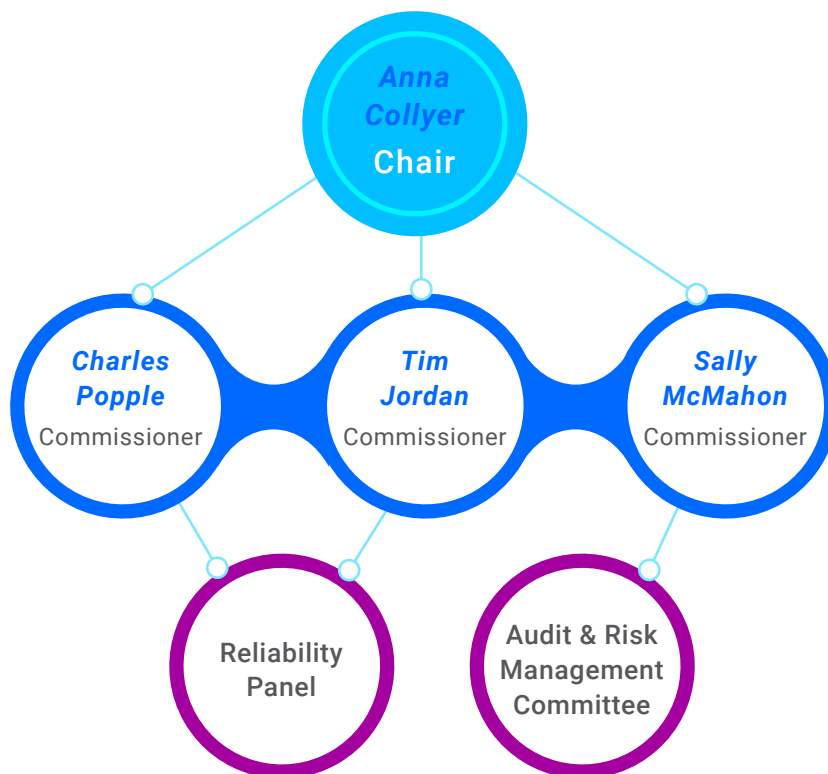 Anna
Collyer
Chair
Charles
Popple
Commissioner
Tim
Jordan
Commissioner
Sally
McMahon
Commissioner
Reliability
Panel
Audit & Risk
Management
Committee